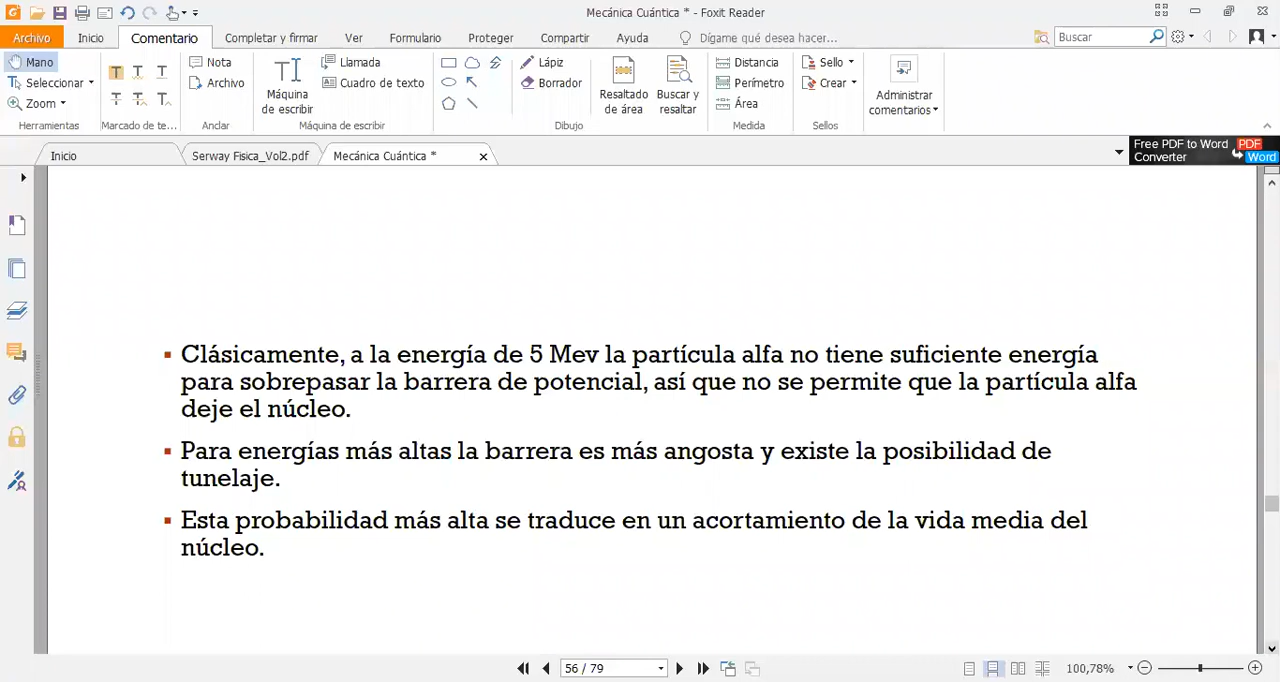 Mecánica Cuántica * - Foxit Reader
Archivo Inicio Comentario Completar y firmar Ver Formulario Proteger Compartir Ayuda Dígame qué desea hacer... Buscar
Mano
Seleccionar
Zoom
Herramientas
Marcado de te...
Nota
Archivo
Andar
Máquina
de escribir
Llamada
Cuadro de texto
Máquina de escribir
Lápiz
Borrador
Dibujo
Resaltado
de área
Buscar y
resaltar
Distancia
Perímetro
Área
Medida
Sello
Crear
Sellos
Administrar
comentarios
Inicio Serway Fisica_Vol2.pdf Mecánica Cuántica *
Free PDF to Word PDF
Converter Word
▪ Clásicamente, a la energía de 5 Mev la partícula alfa no tiene suficiente energía
para sobrepasar la barrera de potencial, así que no se permite que la partícula alfa
deje el núcleo.
▪ Para energías más altas la barrera es más angosta y existe la posibilidad de
tunelaje.
▪ Esta probabilidad más alta se traduce en un acortamiento de la vida media del
núcleo.
56 / 79 100,78%